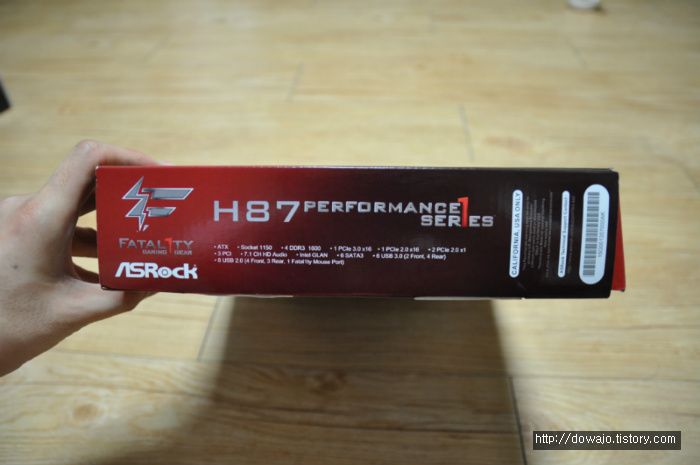 H87 PERFORMANCE 1
SERIES
FATAL1TY
GAMING GEAR
ASRock
• ATX • Socket 1150 • 4 DDR3 1600 • 1 PCIe 3.0 x16 • 1 PCIe 2.0 x16 • 2 PCIe 2.0 x1
• 3 PCI • 7.1 CH HD Audio • Intel GLAN • 6 SATA3 • 6 USB 3.0 (2 Front, 4 Rear)
• 8 USB 2.0 (4 Front, 3 Rear, 1 Fatal1ty Mouse Port)
CALIFORNIA, USA ONLY
http://dowajo.tistory.com